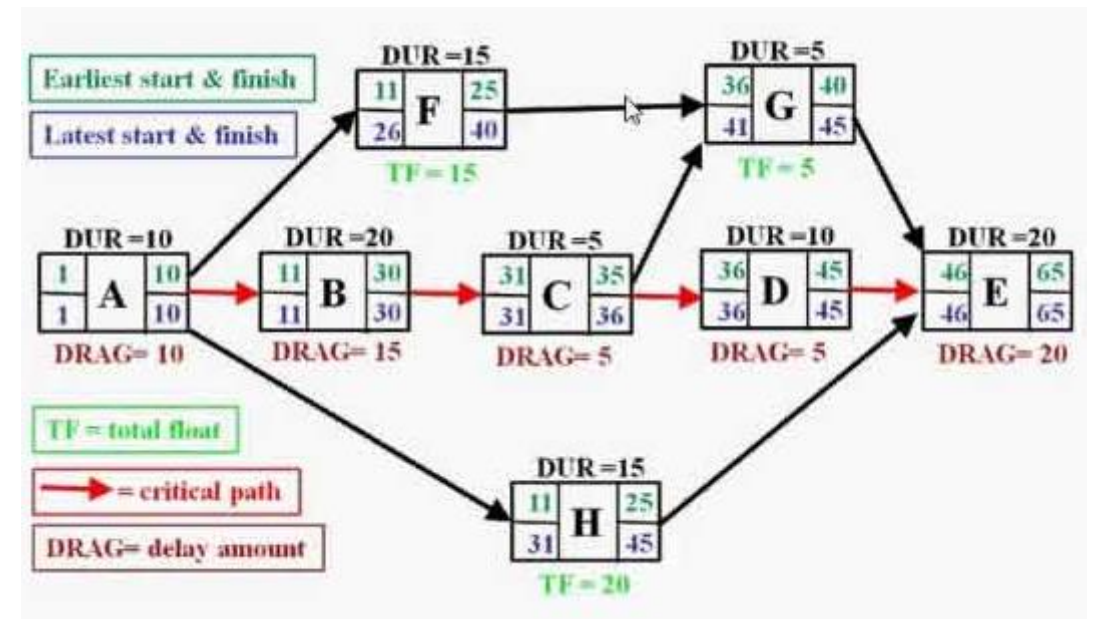 DUR =15
DUR =5
Earliest start & finish
11 F 25
26 40
36 G 40
41 45
Latest start & finish
TF = 15
TF = 5
DUR =10
DUR =20
DUR =5
DUR =10
DUR =20
1 A 10
1 10
11 B 30
11 30
31 C 35
31 36
36 D 45
36 45
46 E 65
46 65
DRAG= 10
DRAG= 15
DRAG= 5
DRAG= 5
DRAG= 20
TF = total float
= critical path
DRAG= delay amount
DUR =15
11 H 25
31 45
TF = 20